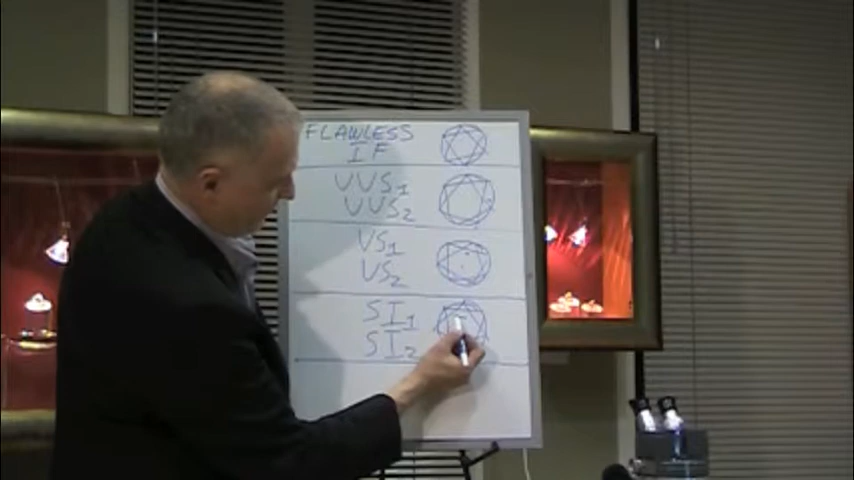 FLAWLESS
IF
VVS1
VVS2
VS1
VS2
SI1
SI2